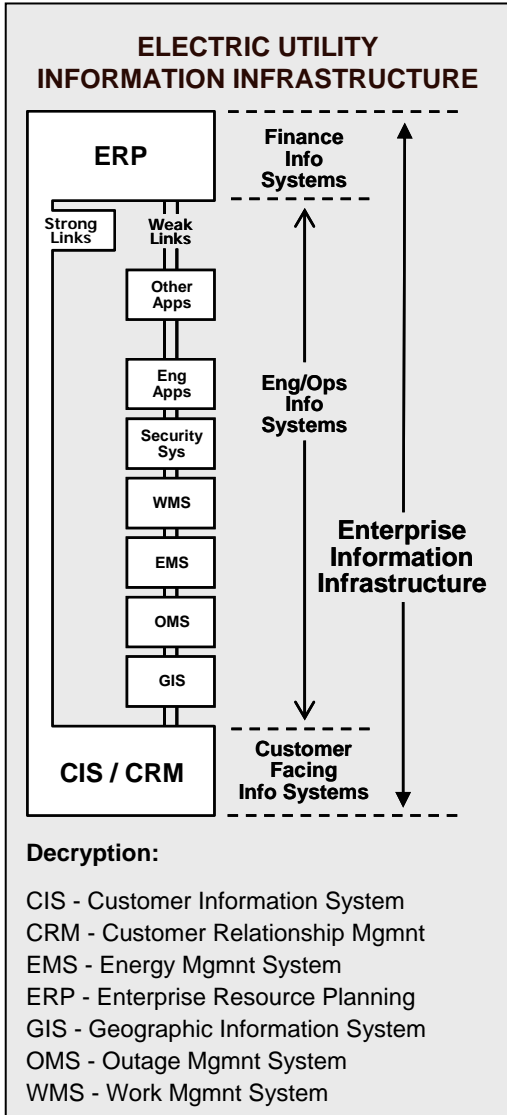 ELECTRIC UTILITY
INFORMATION INFRASTRUCTURE
ERP
Finance
Info
Systems
Strong
Links
Weak
Links
Other
Apps
Eng
Apps
Security
Sys
WMS
EMS
OMS
GIS
Eng/Ops
Info
Systems
Enterprise
Information
Infrastructure
CIS / CRM
Customer
Facing
Info Systems
Decryption:
CIS - Customer Information System
CRM - Customer Relationship Mgmnt
EMS - Energy Mgmnt System
ERP - Enterprise Resource Planning
GIS - Geographic Information System
OMS - Outage Mgmnt System
WMS - Work Mgmnt System